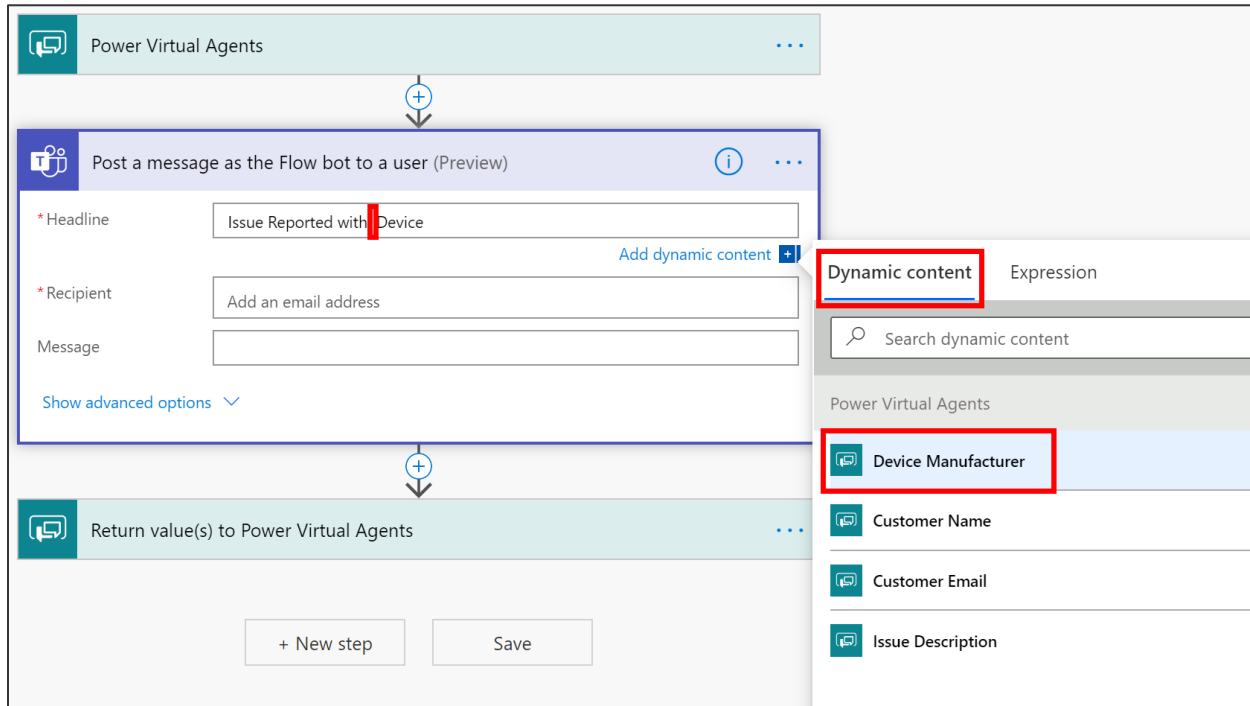 Power Virtual Agents
Post a message as the Flow bot to a user (Preview)
* Headline
Issue Reported with Device
Add dynamic content
* Recipient
Add an email address
Message
Show advanced options
Return value(s) to Power Virtual Agents
+ New step
Save
Dynamic content
Expression
Search dynamic content
Power Virtual Agents
Device Manufacturer
Customer Name
Customer Email
Issue Description